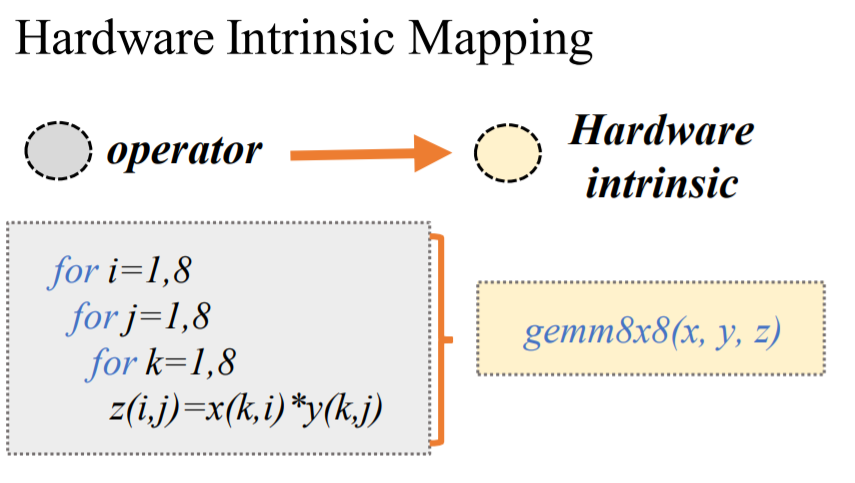 Hardware Intrinsic Mapping
operator
Hardware
intrinsic
for i=1,8
for j=1,8
for k=1,8
z(i,j)=x(k,i)*y(k,j)
gemm8x8(x, y, z)